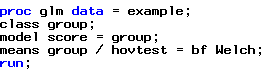 proc glm data = example;
class group;
model score = group;
means group / hovtest = bf Welch;
run;